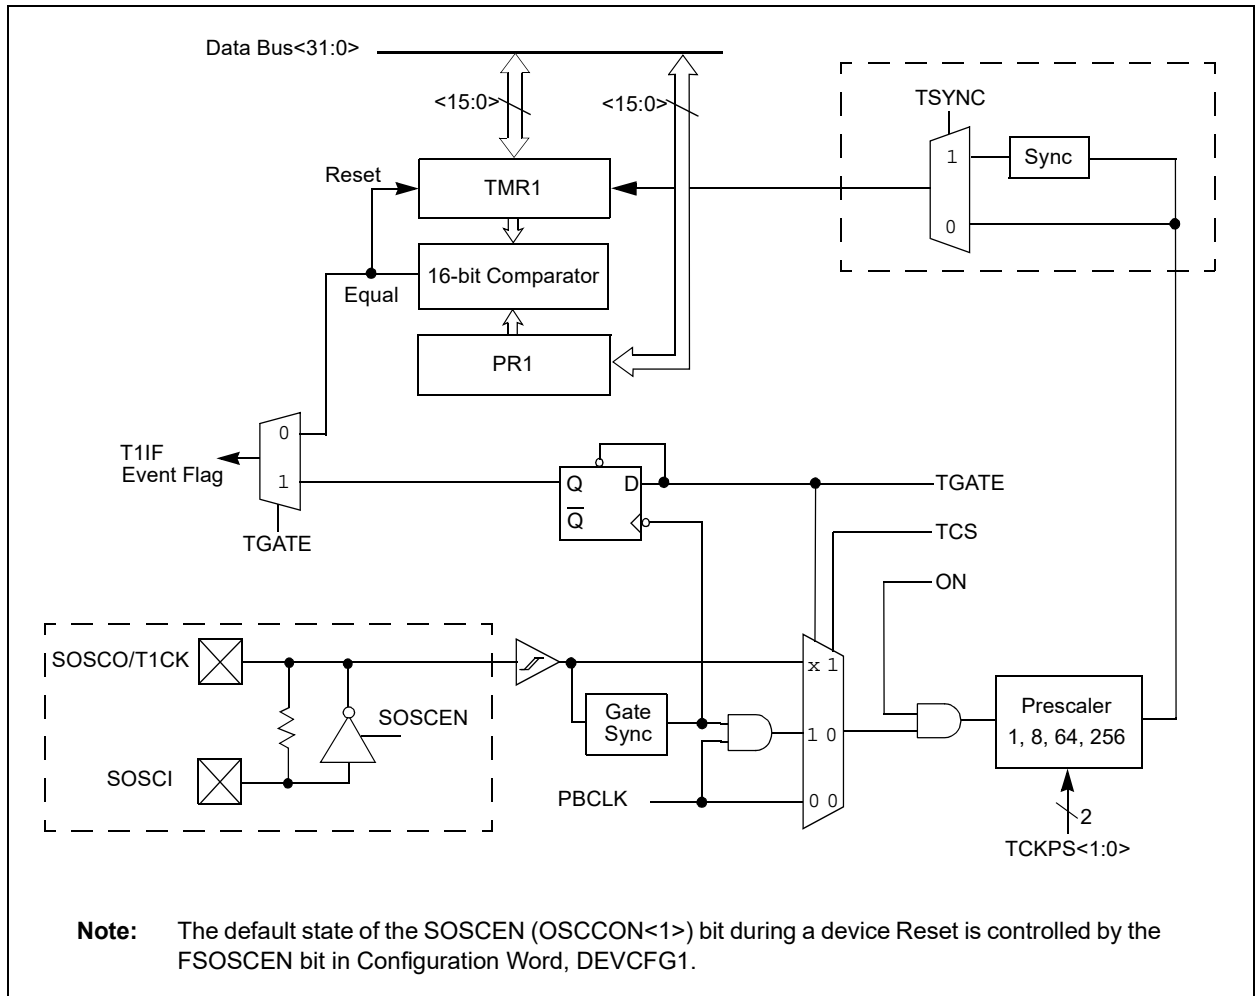 Data Bus<31:0>
<15:0>
<15:0>
TSYNC
1
Sync
Reset
TMR1
0
16-bit Comparator
Equal
PR1
0
T1IF
Event Flag
1
Q
D
TGATE
Q̅
TCS
TGATE
ON
SOSCO/T1CK
x 1
SOSCEN
Gate
Sync
1 0
Prescaler
1, 8, 64, 256
SOSCI
PBCLK
0 0
2
TCKPS<1:0>
Note: The default state of the SOSCEN (OSCCON<1>) bit during a device Reset is controlled by the
FSOSCEN bit in Configuration Word, DEVCFG1.